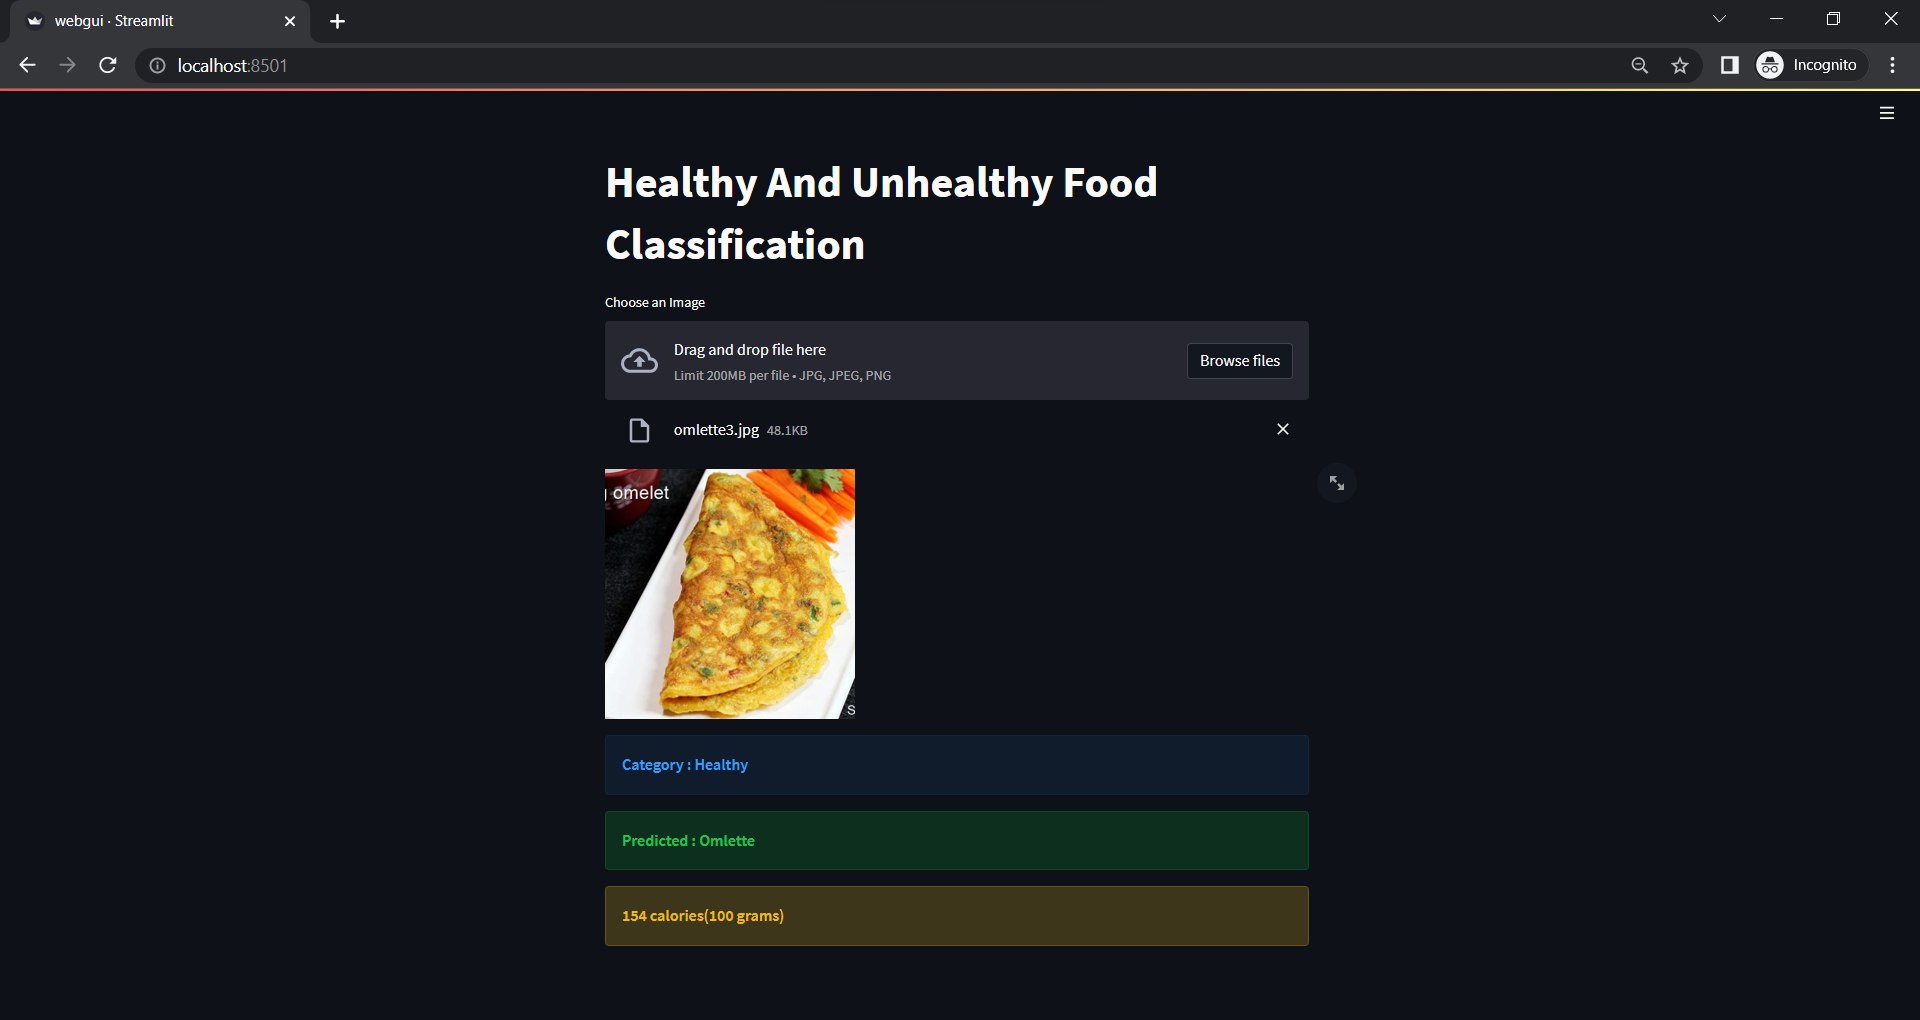 webgui · Streamlit
localhost:8501
Incognito
Healthy And Unhealthy Food
Classification
Choose an Image
Drag and drop file here
Limit 200MB per file • JPG, JPEG, PNG
Browse files
omlette3.jpg 48.1KB
omelet
S
Category : Healthy
Predicted : Omlette
154 calories(100 grams)